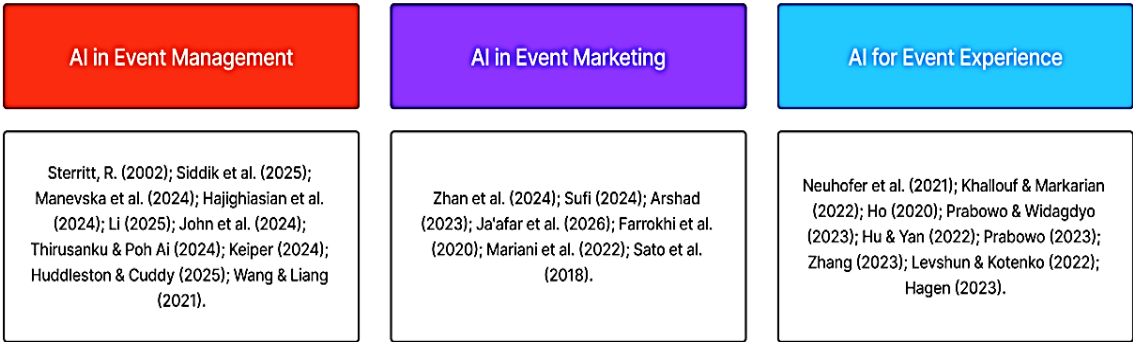 AI in Event Management
AI in Event Marketing
AI for Event Experience
Sterritt, R. (2002); Siddik et al. (2025);
Manevska et al. (2024); Hajighiasian et al.
(2024); Li (2025); John et al. (2024);
Thirusanku & Poh Ai (2024); Keiper (2024);
Huddleston & Cuddy (2025); Wang & Liang
(2021).
Zhan et al. (2024); Sufi (2024); Arshad
(2023); Ja'afar et al. (2026); Farrokhi et al.
(2020); Mariani et al. (2022); Sato et al.
(2018).
Neuhofer et al. (2021); Khallouf & Markarian
(2022); Ho (2020); Prabowo & Widagdyo
(2023); Hu & Yan (2022); Prabowo (2023);
Zhang (2023); Levshun & Kotenko (2022);
Hagen (2023).